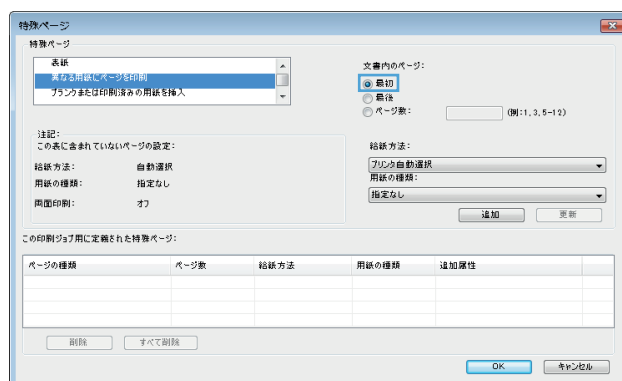 特殊ページ
特殊ページ
表紙
異なる用紙にページを印刷
ブランクまたは印刷済みの用紙を挿入
文書内のページ:
最初
最後
ページ数:
(例:1,3,5-12)
注記:
この表に含まれていないページの設定:
給紙方法: 自動選択
用紙の種類: 指定なし
両面印刷: オフ
給紙方法:
プリンタ自動選択
用紙の種類:
指定なし
追加 更新
この印刷ジョブ用に定義された特殊ページ:
ページの種類 ページ数 給紙方法 用紙の種類 追加属性
削除 すべて削除
OK キャンセル